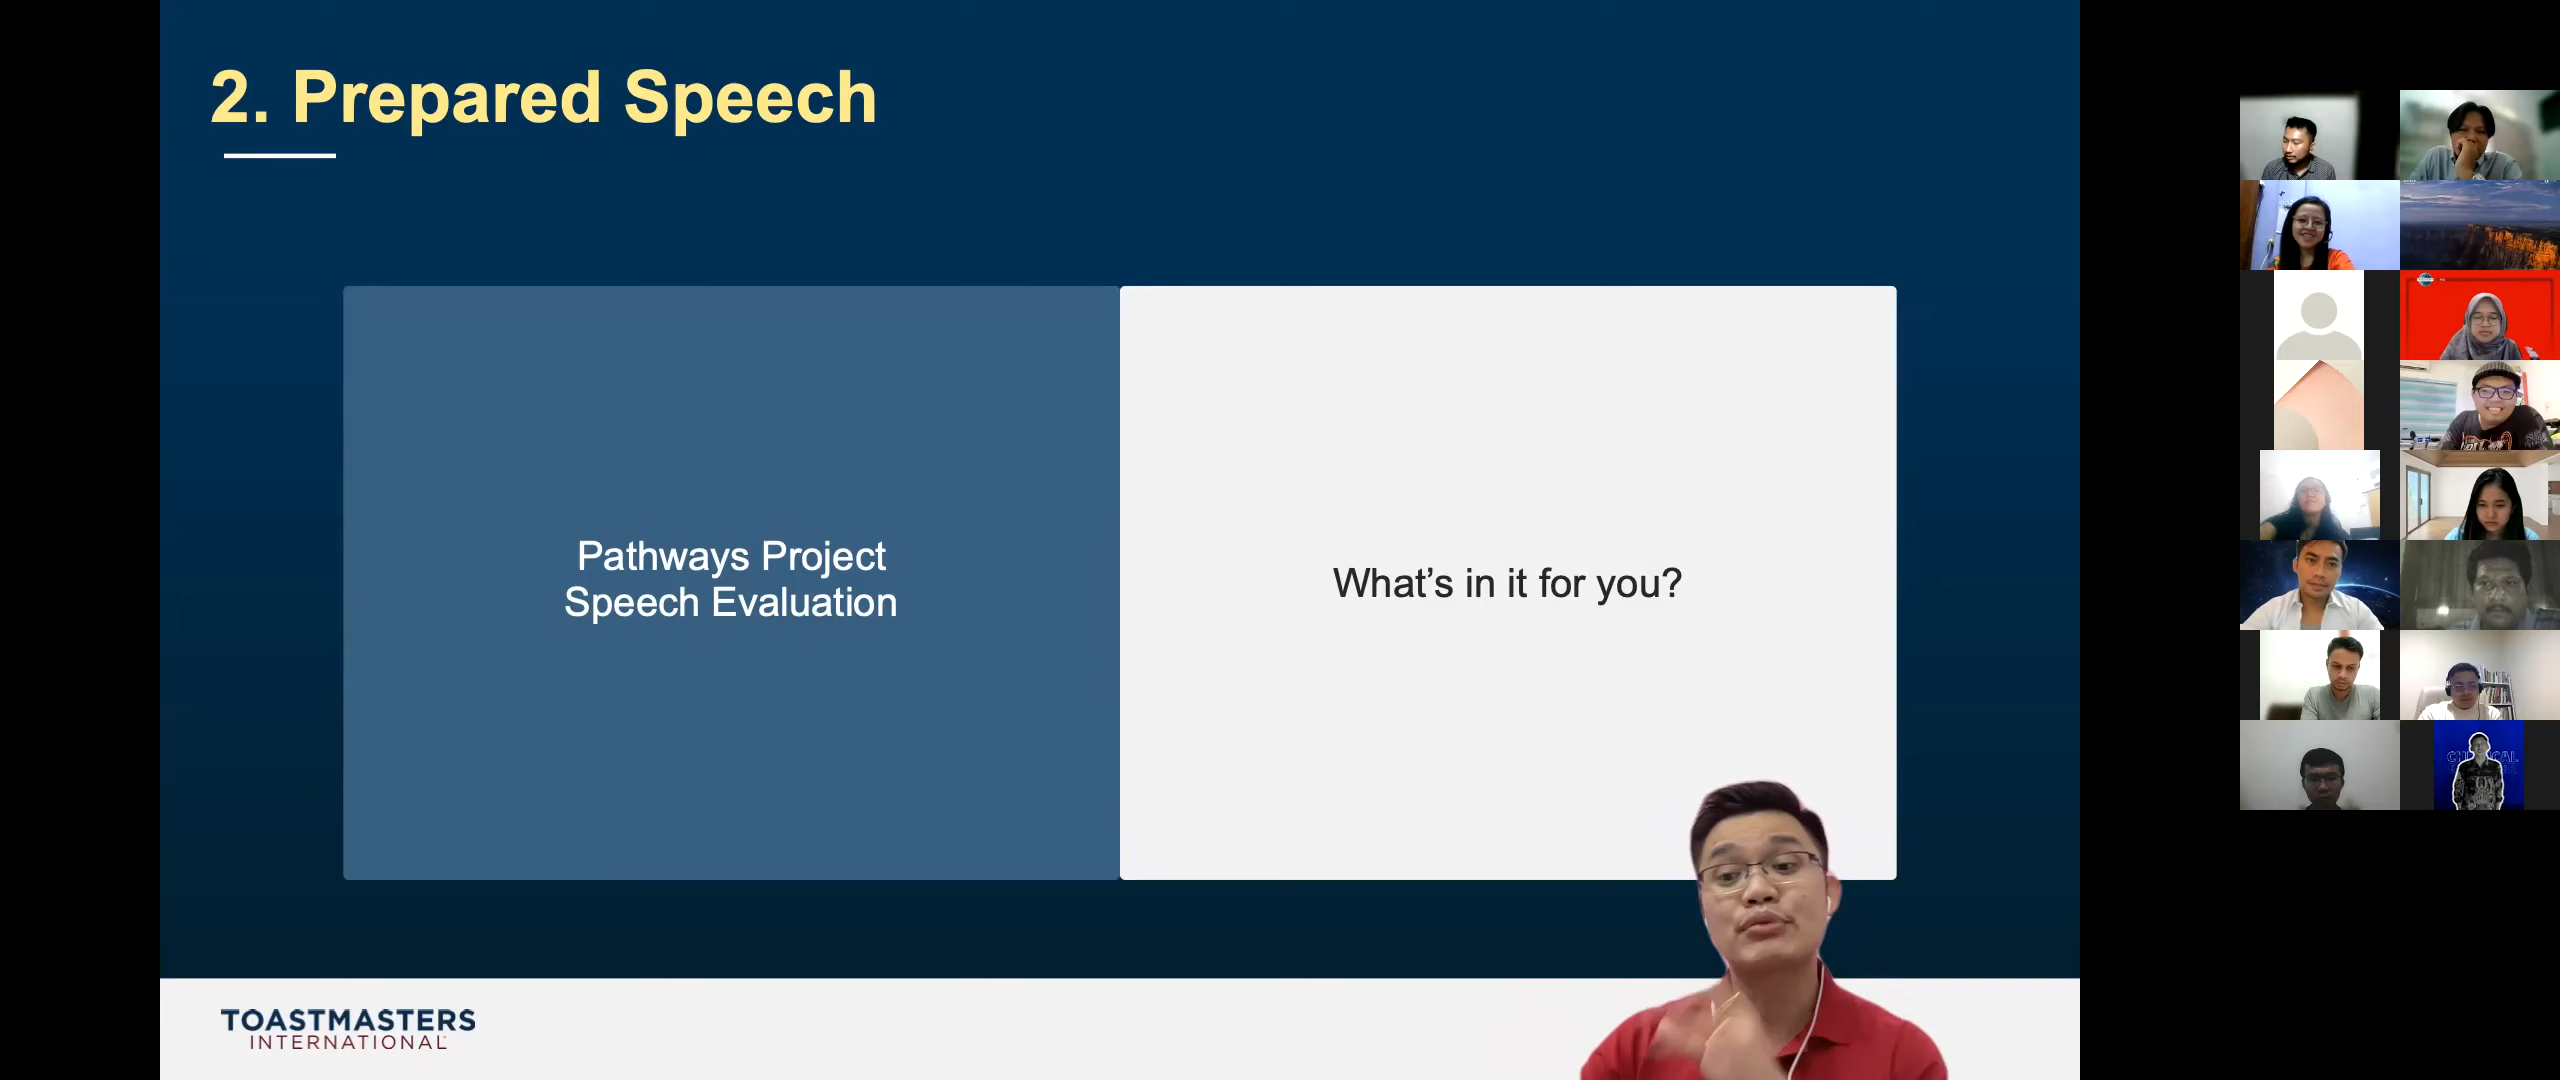 2. Prepared Speech
Pathways Project
Speech Evaluation
What’s in it for you?
TOASTMASTERS
INTERNATIONAL